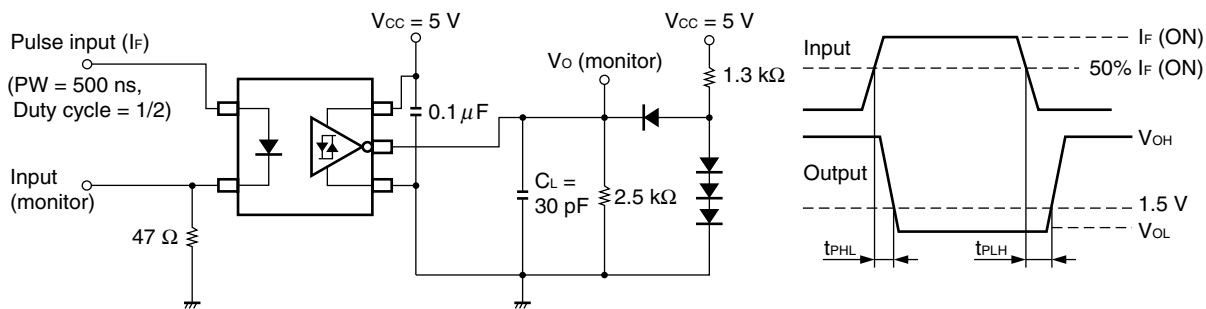 Pulse input (IF)
(PW = 500 ns,
Duty cycle = 1/2)
Input
(monitor)
47 Ω
VCC = 5 V
0.1 μF
VO (monitor)
CL =
30 pF
2.5 kΩ
VCC = 5 V
1.3 kΩ
Input
IF (ON)
50% IF (ON)
VOH
Output
1.5 V
VOL
tPHL
tPLH